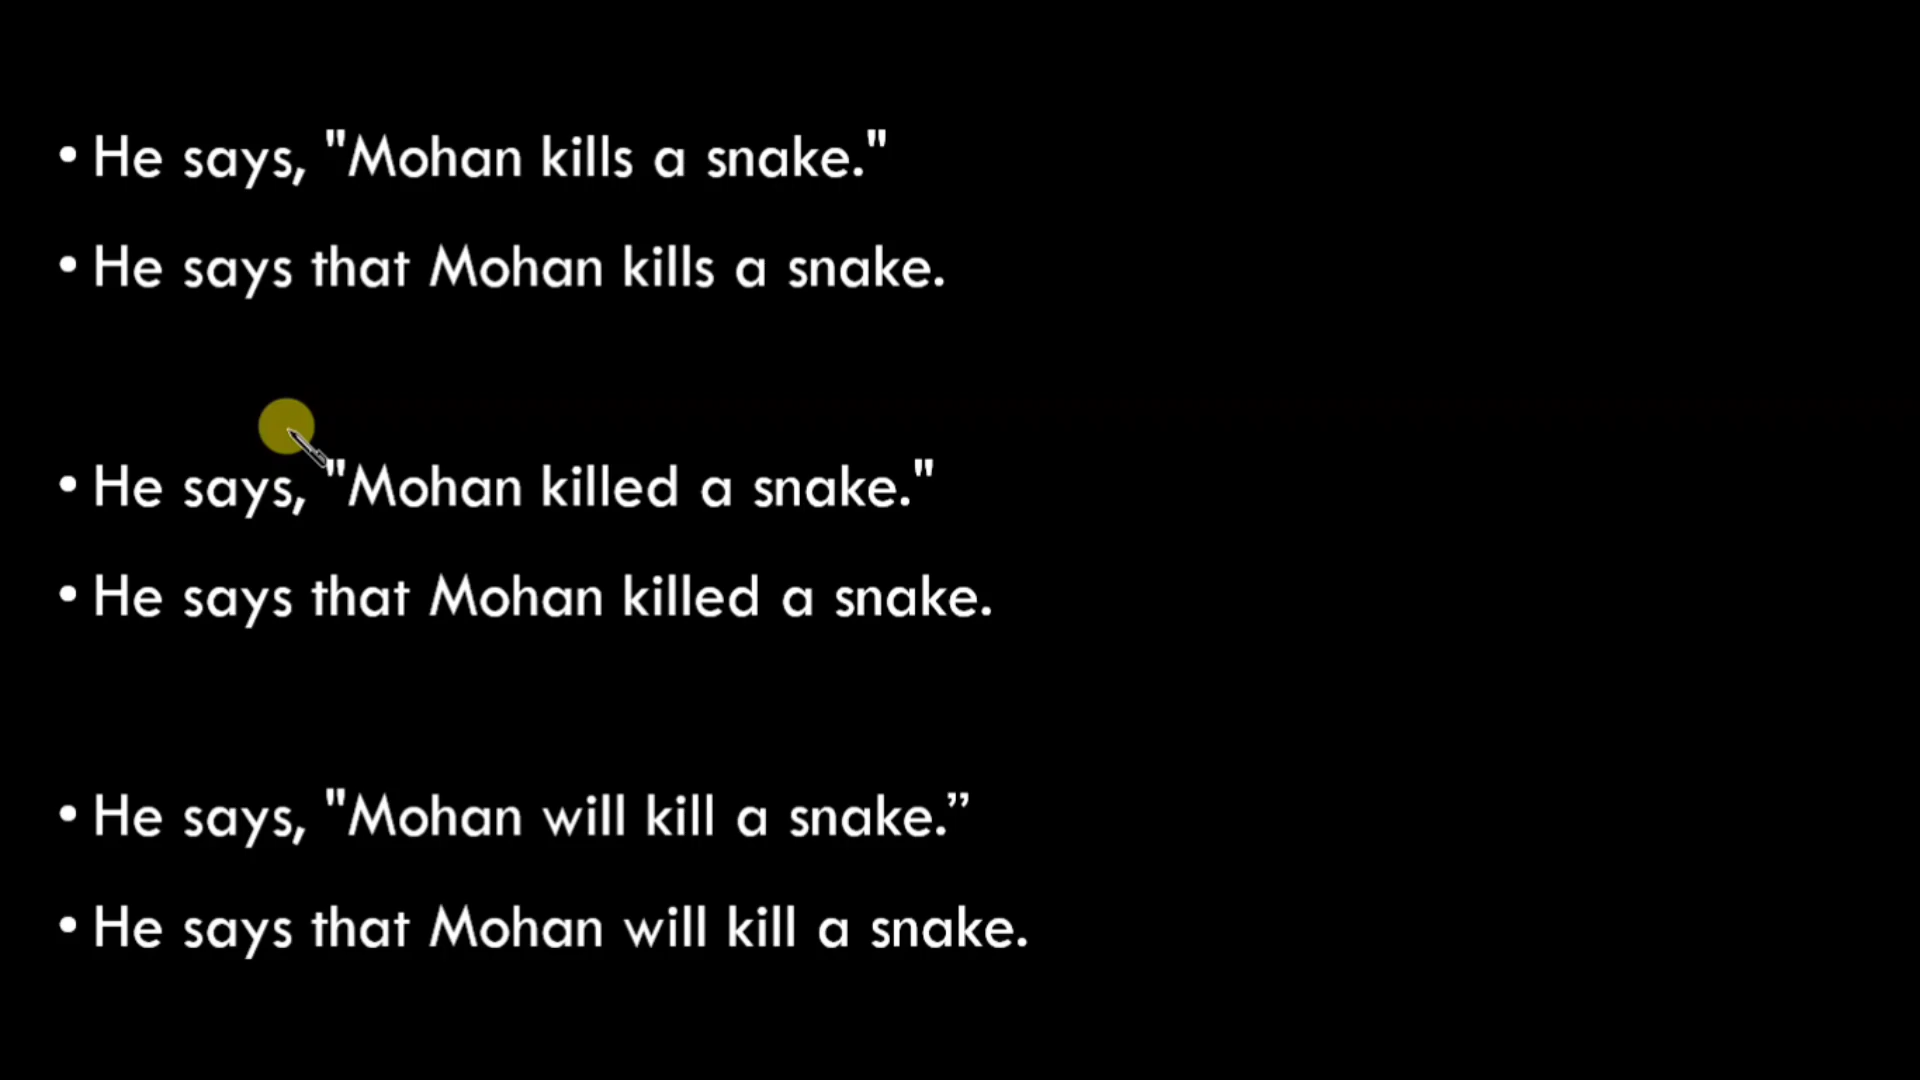 • He says, "Mohan kills a snake."
• He says that Mohan kills a snake.
• He says, "Mohan killed a snake."
• He says that Mohan killed a snake.
• He says, "Mohan will kill a snake.”
• He says that Mohan will kill a snake.